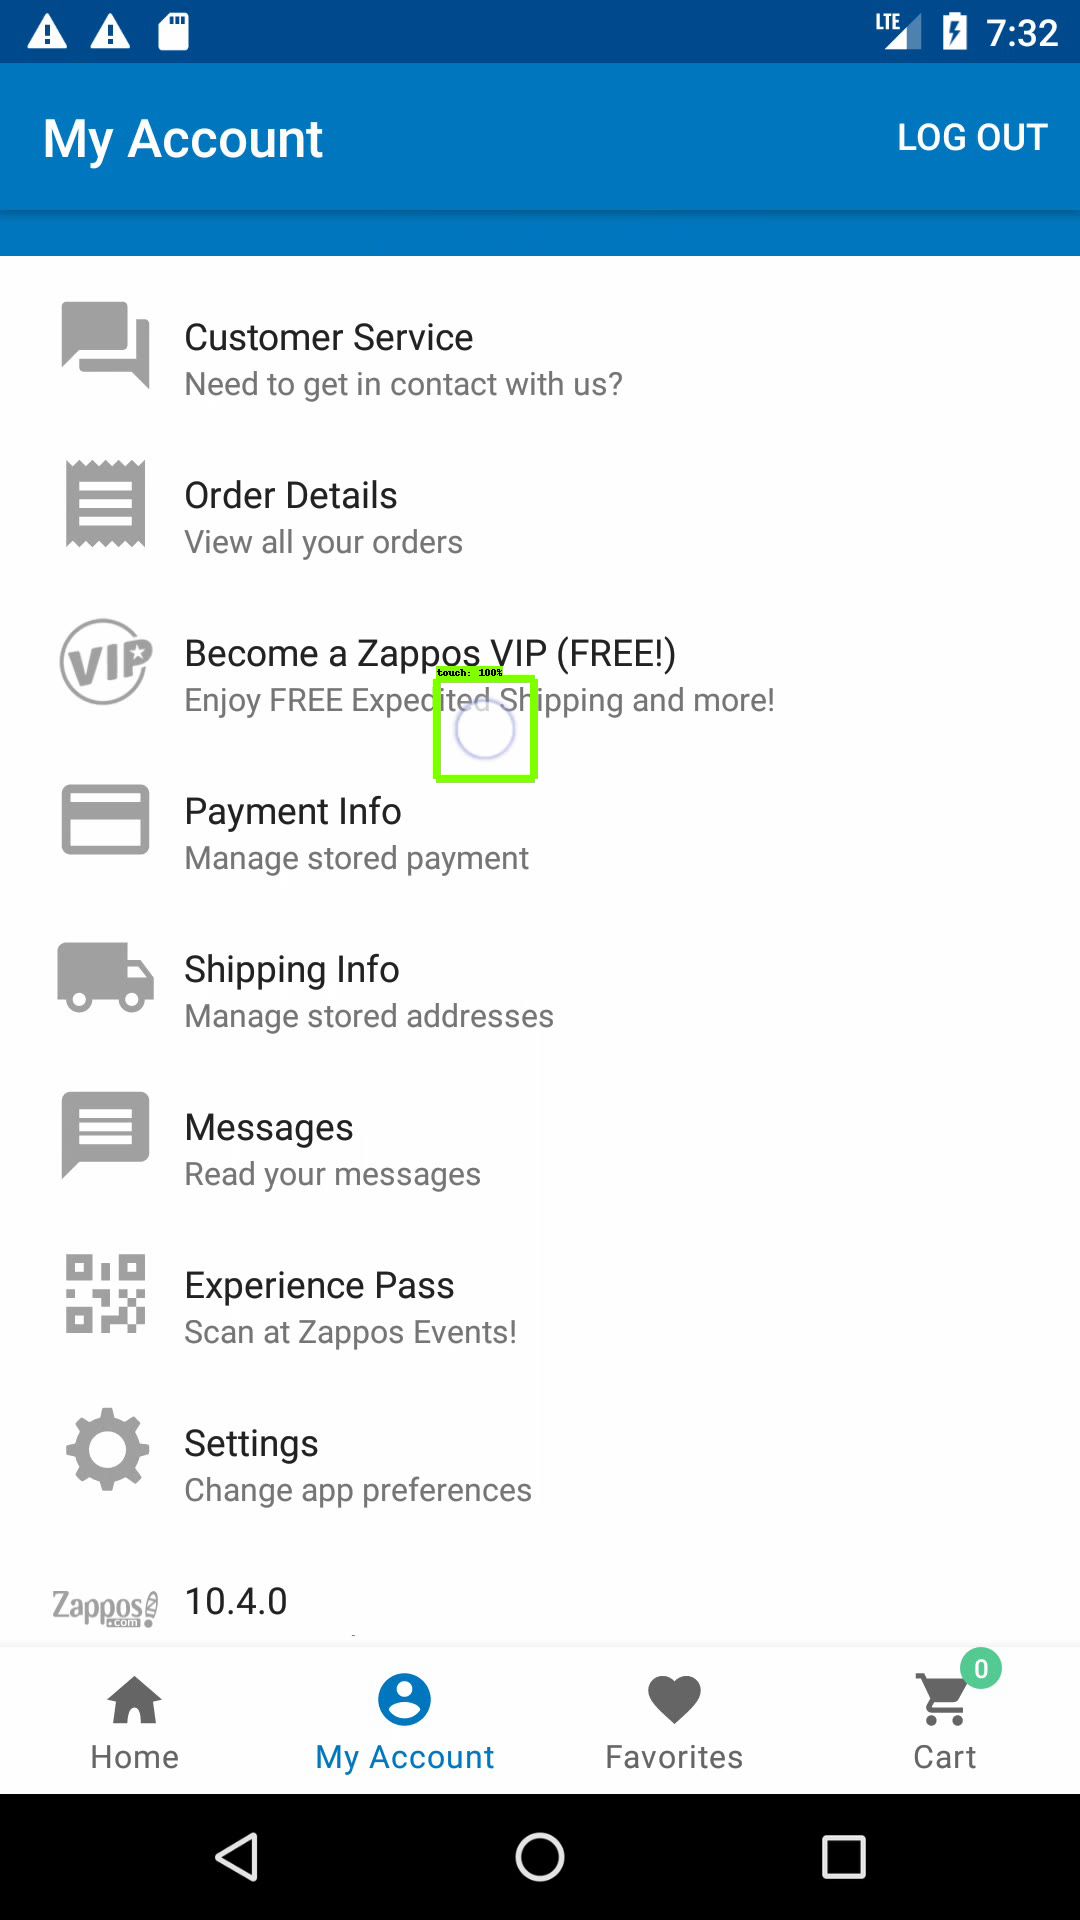 LTE 7:32
My Account LOG OUT
Customer Service
Need to get in contact with us?
Order Details
View all your orders
VIP Become a Zappos VIP (FREE!)
touch: 100%
Enjoy FREE Expedited Shipping and more!
Payment Info
Manage stored payment
Shipping Info
Manage stored addresses
Messages
Read your messages
Experience Pass
Scan at Zappos Events!
Settings
Change app preferences
Zappos .com 10.4.0
0
Home My Account Favorites Cart